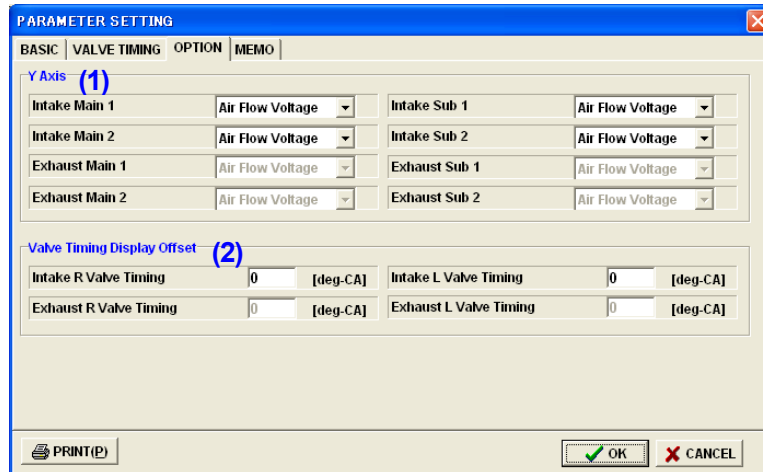 PARAMETER SETTING
BASIC VALVE TIMING OPTION MEMO
Y Axis (1)
Intake Main 1 Air Flow Voltage Intake Sub 1 Air Flow Voltage
Intake Main 2 Air Flow Voltage Intake Sub 2 Air Flow Voltage
Exhaust Main 1 Air Flow Voltage Exhaust Sub 1 Air Flow Voltage
Exhaust Main 2 Air Flow Voltage Exhaust Sub 2 Air Flow Voltage
Valve Timing Display Offset (2)
Intake R Valve Timing 0 [deg-CA] Intake L Valve Timing 0 [deg-CA]
Exhaust R Valve Timing 0 [deg-CA] Exhaust L Valve Timing 0 [deg-CA]
PRINT(P) OK CANCEL